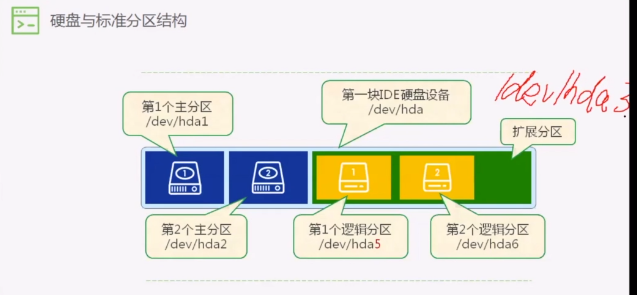 硬盘与标准分区结构
第1个主分区
/dev/hda1
第一块IDE硬盘设备
/dev/hda
/dev/hda3
扩展分区
1
2
1
2
第2个主分区
/dev/hda2
第1个逻辑分区
/dev/hda5
第2个逻辑分区
/dev/hda6